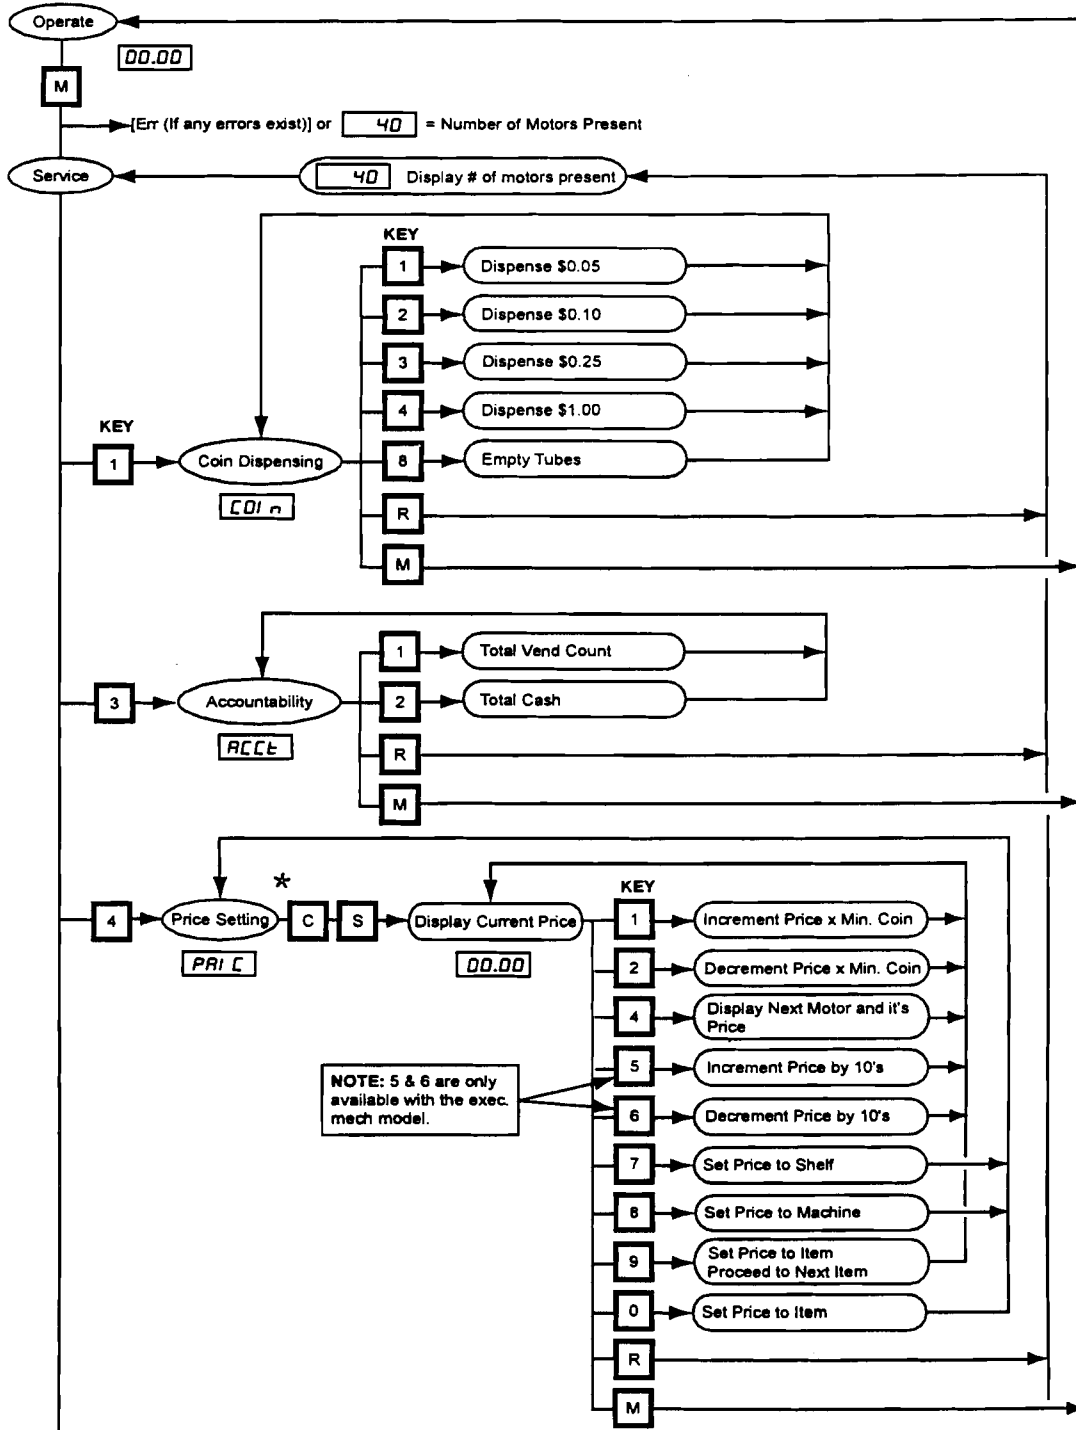 Operate
00.00
M
[Err (If any errors exist)] or 40 = Number of Motors Present
Service
40 Display # of motors present
KEY
1 Dispense $0.05
2 Dispense $0.10
3 Dispense $0.25
4 Dispense $1.00
KEY
1 Coin Dispensing
8 Empty Tubes
COIn
R
M
1 Total Vend Count
3 Accountability
2 Total Cash
ACCt
R
M
*
KEY
4 Price Setting C S Display Current Price
PRIC
00.00
1 Increment Price x Min. Coin
2 Decrement Price x Min. Coin
4 Display Next Motor and it's
Price
5 Increment Price by 10's
NOTE: 5 & 6 are only
available with the exec.
mech model.
6 Decrement Price by 10's
7 Set Price to Shelf
8 Set Price to Machine
9 Set Price to Item
Proceed to Next Item
0 Set Price to Item
R
M